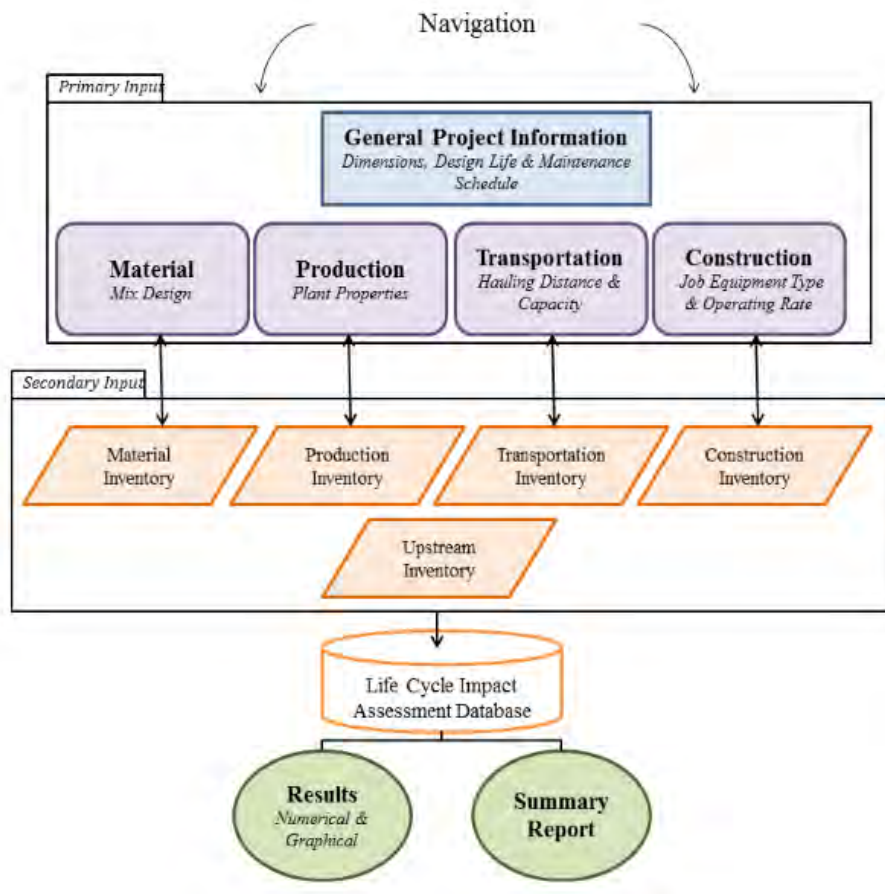 Navigation
Primary Input
General Project Information
Dimensions, Design Life & Maintenance
Schedule
Material
Mix Design
Production
Plant Properties
Transportation
Hauling Distance &
Capacity
Construction
Job Equipment Type
& Operating Rate
Secondary Input
Material
Inventory
Production
Inventory
Transportation
Inventory
Construction
Inventory
Upstream
Inventory
Life Cycle Impact
Assessment Database
Results
Numerical &
Graphical
Summary
Report